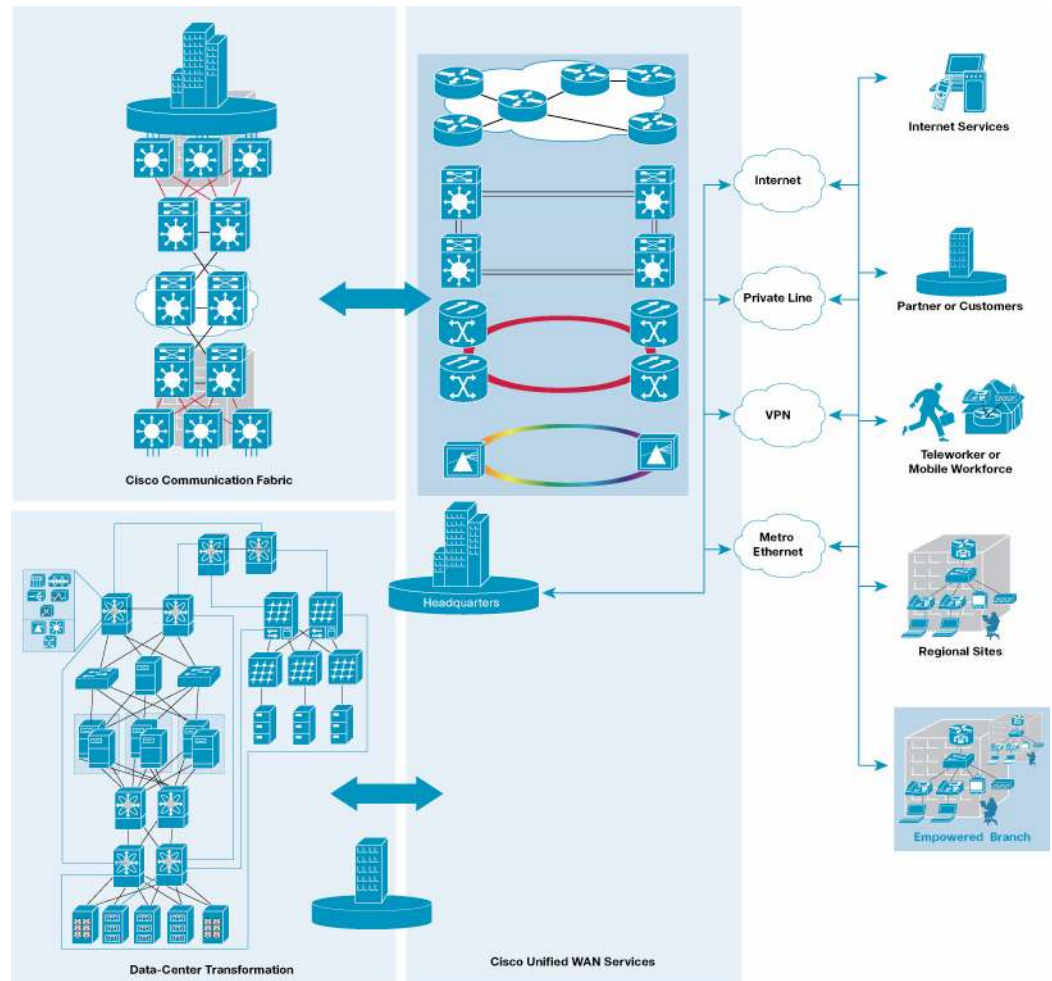 Cisco Communication Fabric
Internet
Private Line
VPN
Metro
Ethernet
Headquarters
Internet Services
Partner or Customers
Teleworker or
Mobile Workforce
Regional Sites
Empowered Branch
Data-Center Transformation
Cisco Unified WAN Services